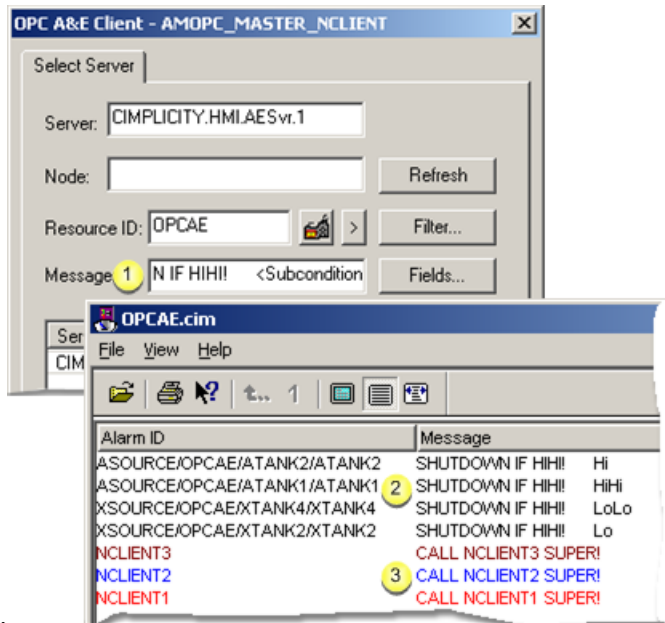 OPC A&E Client - AMOPC_MASTER_NCLIENT
Select Server
Server: CIMPLICITY.HMI.AESvr.1
Node: Refresh
Resource ID: OPCAE > Filter...
Message 1 N IF HIHI! <Subcondition Fields...
Ser
CIM
OPCAE.cim
File View Help
1
Alarm ID Message
ASOURCE/OPCAE/ATANK2/ATANK2 SHUTDOWN IF HIHI! Hi
ASOURCE/OPCAE/ATANK1/ATANK1 2 SHUTDOWN IF HIHI! HiHi
XSOURCE/OPCAE/XTANK4/XTANK4 SHUTDOWN IF HIHI! LoLo
XSOURCE/OPCAE/XTANK2/XTANK2 SHUTDOWN IF HIHI! Lo
NCLIENT3 CALL NCLIENT3 SUPER!
NCLIENT2 3 CALL NCLIENT2 SUPER!
NCLIENT1 CALL NCLIENT1 SUPER!